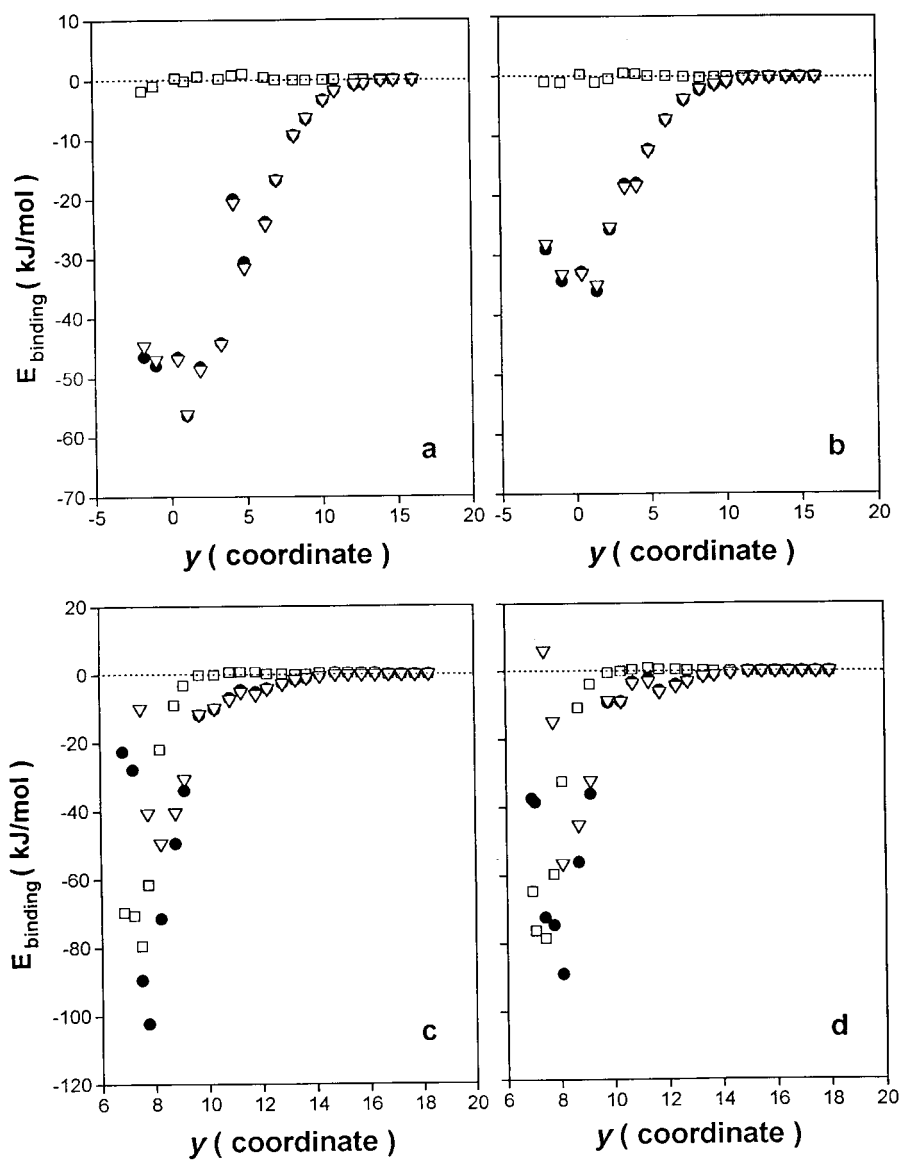 10
0
-10
-20
-30
-40
-50
-60
-70
E binding ( kJ/mol )
a
b
-5 0 5 10 15 20
-5 0 5 10 15 20
y ( coordinate )
y ( coordinate )
20
0
-20
-40
-60
-80
-100
-120
E binding ( kJ/mol )
c
d
6 8 10 12 14 16 18 20
6 8 10 12 14 16 18 20
y ( coordinate )
y ( coordinate )